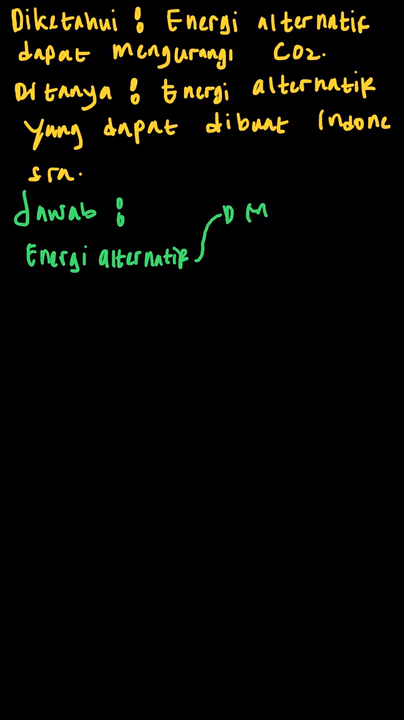 Diketahui : Energi alternatif
dapat mengurangi CO2.
Ditanya : Energi alternatif
yang dapat dibuat Indone
sia.
Jawab :
D M
Energi alternatif